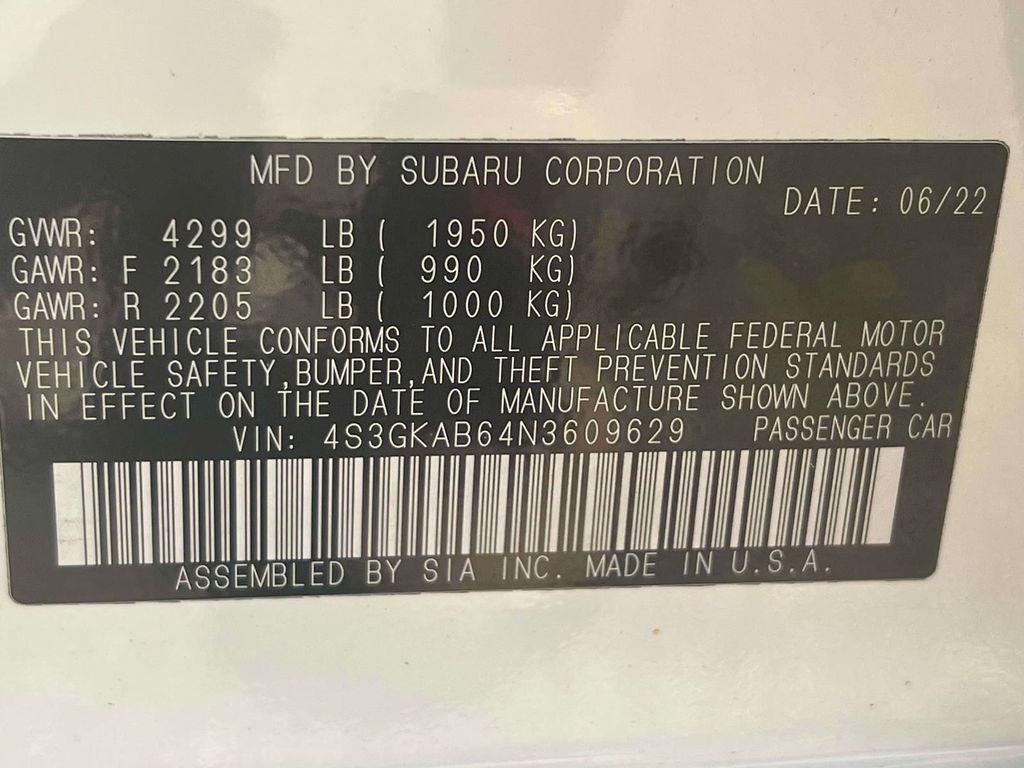 MFD BY SUBARU CORPORATION
DATE: 06/22
GVWR: 4299 LB ( 1950 KG)
GAWR: F 2183 LB ( 990 KG)
GAWR: R 2205 LB ( 1000 KG)
THIS VEHICLE CONFORMS TO ALL APPLICABLE FEDERAL MOTOR
VEHICLE SAFETY,BUMPER,AND THEFT PREVENTION STANDARDS
IN EFFECT ON THE DATE OF MANUFACTURE SHOWN ABOVE.
VIN: 4S3GKAB64N3609629 PASSENGER CAR
ASSEMBLED BY SIA INC. MADE IN U.S.A.